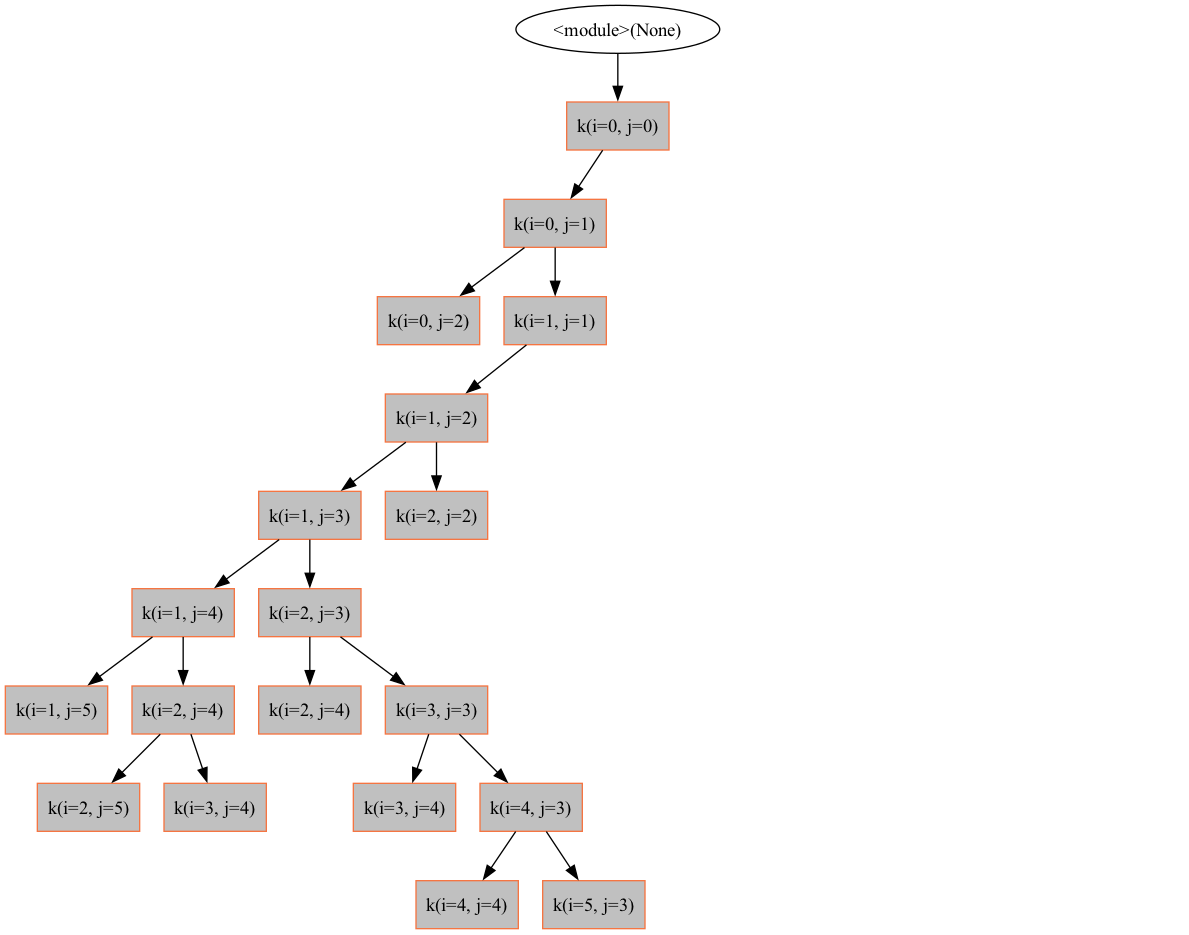 <module>(None)
k(i=0, j=0)
k(i=0, j=1)
k(i=0, j=2)
k(i=1, j=1)
k(i=1, j=2)
k(i=1, j=3)
k(i=2, j=2)
k(i=1, j=4)
k(i=2, j=3)
k(i=1, j=5)
k(i=2, j=4)
k(i=2, j=4)
k(i=3, j=3)
k(i=2, j=5)
k(i=3, j=4)
k(i=3, j=4)
k(i=4, j=3)
k(i=4, j=4)
k(i=5, j=3)